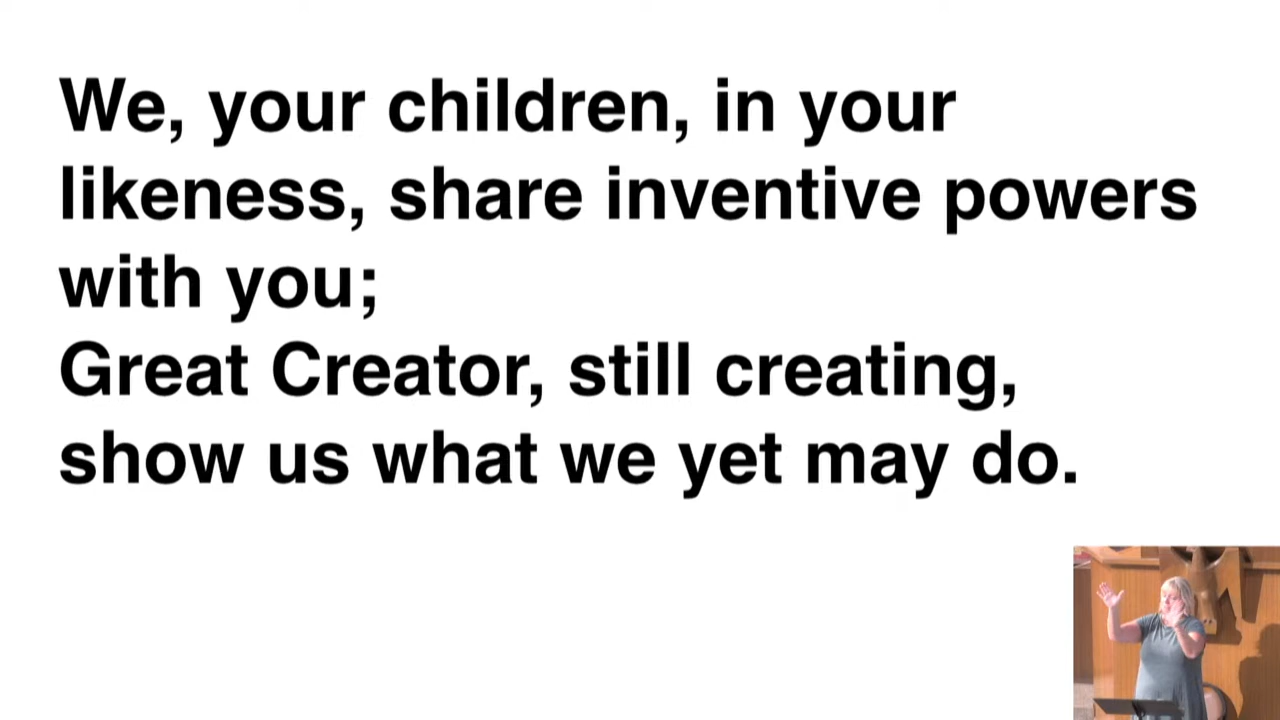 We, your children, in your
likeness, share inventive powers
with you;
Great Creator, still creating,
show us what we yet may do.